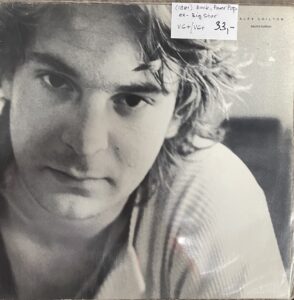 (1981) Rock, Power Pop
ex- Big Star
VG+/VG+ 33,-
ALEX CHILTON